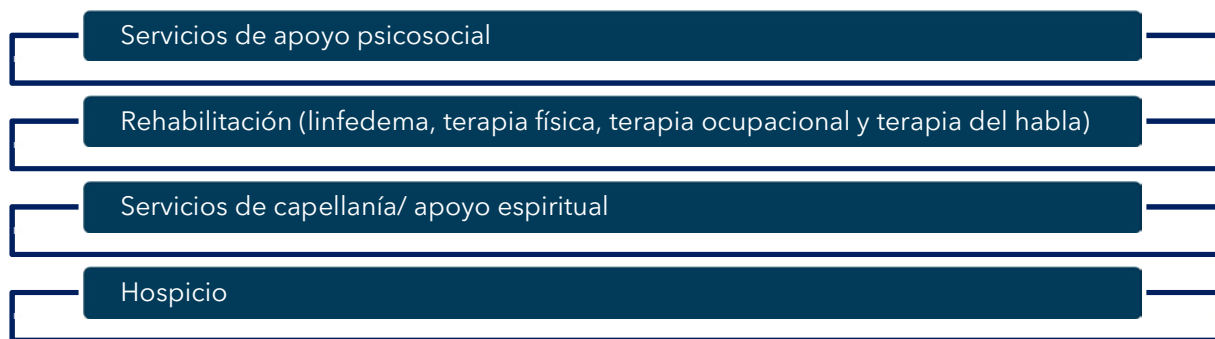 Servicios de apoyo psicosocial
Rehabilitación (linfedema, terapia física, terapia ocupacional y terapia del habla)
Servicios de capellanía/ apoyo espiritual
Hospicio